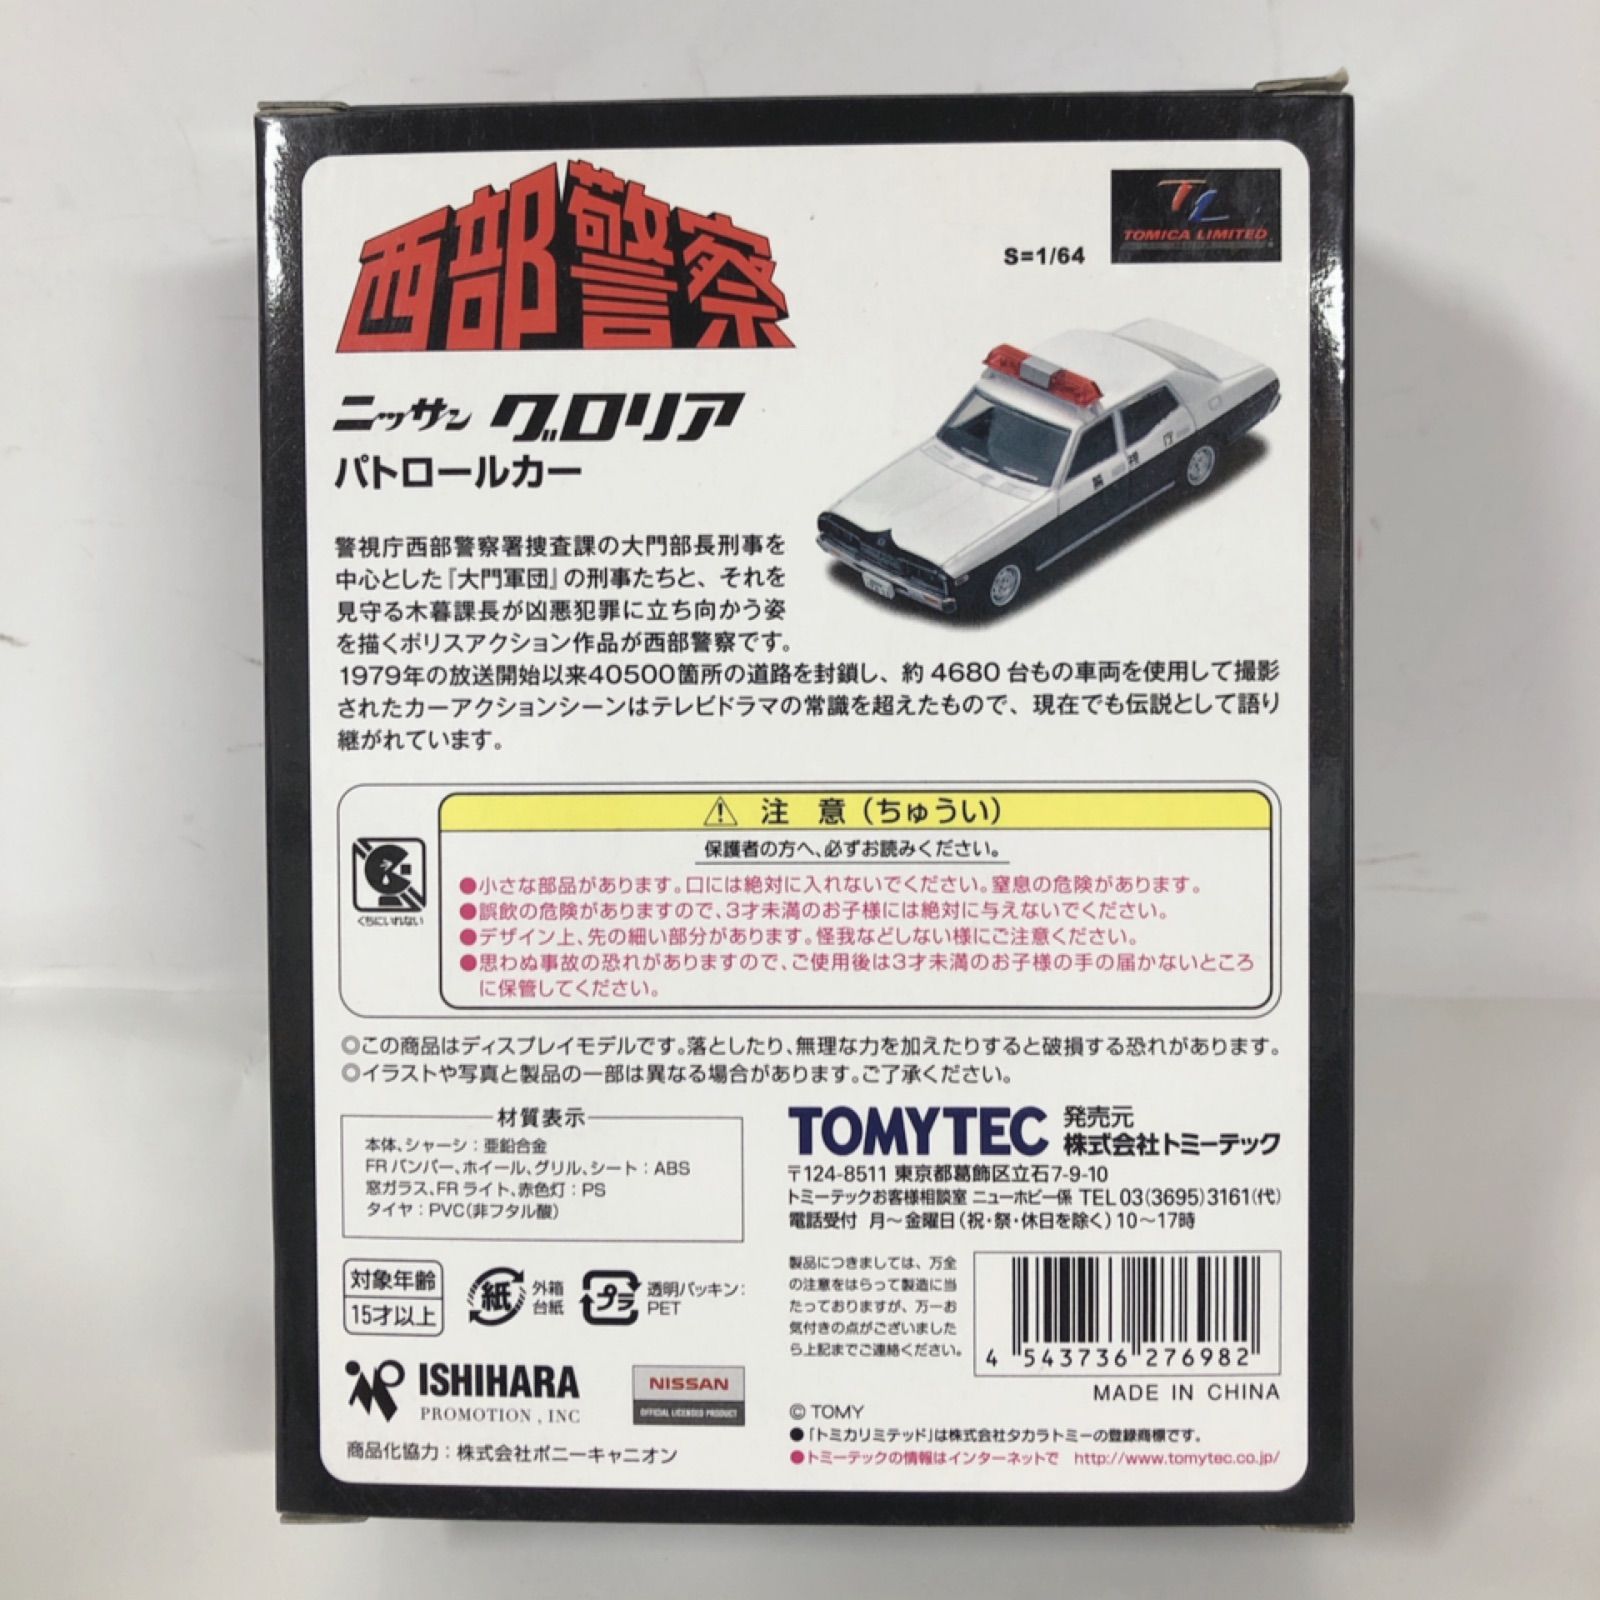 西部警察
TL
TOMICA LIMITED
S=1/64
ニッサン グロリア
パトロールカー
警視庁
警視庁西部警察署捜査課の大門部長刑事を
中心とした『大門軍団』の刑事たちと、それを
見守る木暮課長が凶悪犯罪に立ち向かう姿
を描くポリスアクション作品が西部警察です。
1979年の放送開始以来40500箇所の道路を封鎖し、約4680台もの車両を使用して撮影
されたカーアクションシーンはテレビドラマの常識を超えたもので、現在でも伝説として語り
継がれています。
注 意（ちゅうい）
保護者の方へ、必ずお読みください。
くちにいれない
●小さな部品があります。口には絶対に入れないでください。窒息の危険があります。
●誤飲の危険がありますので、3才未満のお子様には絶対に与えないでください。
●デザイン上、先の細い部分があります。怪我などしない様にご注意ください。
●思わぬ事故の恐れがありますので、ご使用後は3才未満のお子様の手の届かないところ
に保管してください。
◎この商品はディスプレイモデルです。落としたり、無理な力を加えたりすると破損する恐れがあります。
◎イラストや写真と製品の一部は異なる場合があります。ご了承ください。
材質表示
本体、シャーシ：亜鉛合金
FRバンパー、ホイール、グリル、シート：ABS
窓ガラス、FRライト、赤色灯：PS
タイヤ：PVC(非フタル酸)
TOMYTEC 発売元
株式会社トミーテック
〒124-8511 東京都葛飾区立石7-9-10
トミーテックお客様相談室 ニューホビー係 TEL 03(3695)3161(代)
電話受付 月～金曜日(祝・祭・休日を除く)10～17時
対象年齢
15才以上
紙 外箱
台紙
プラ 透明パッキン：
PET
製品につきましては、万全
の注意をはらって製造に当
たっておりますが、万一お
気付きの点がございました
ら上記までご連絡ください。
4 543736 276982
MADE IN CHINA
ISHIHARA
PROMOTION , INC
NISSAN
OFFICIAL LICENSED PRODUCT
商品化協力：株式会社ポニーキャニオン
© TOMY
●「トミカリミテッド」は株式会社タカラトミーの登録商標です。
●トミーテックの情報はインターネットで http://www.tomytec.co.jp/